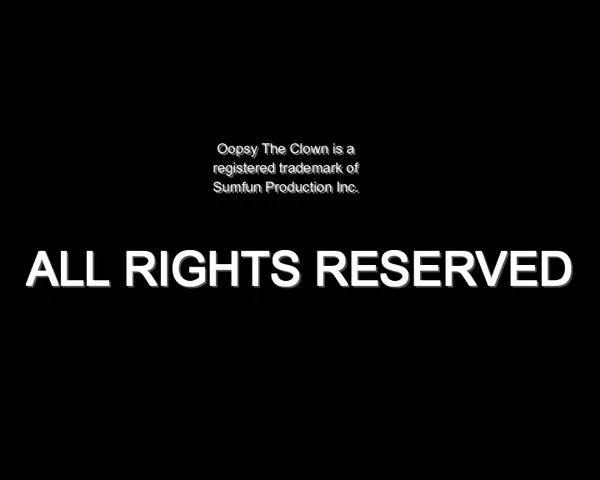 Oopsy The Clown is a
registered trademark of
Sumfun Production Inc.
ALL RIGHTS RESERVED